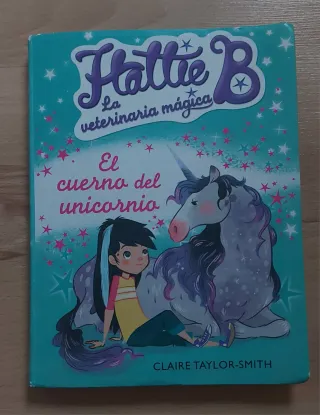 Hattie B
La
veterinaria mágica
El
cuerno del
unicornio
CLAIRE TAYLOR-SMITH